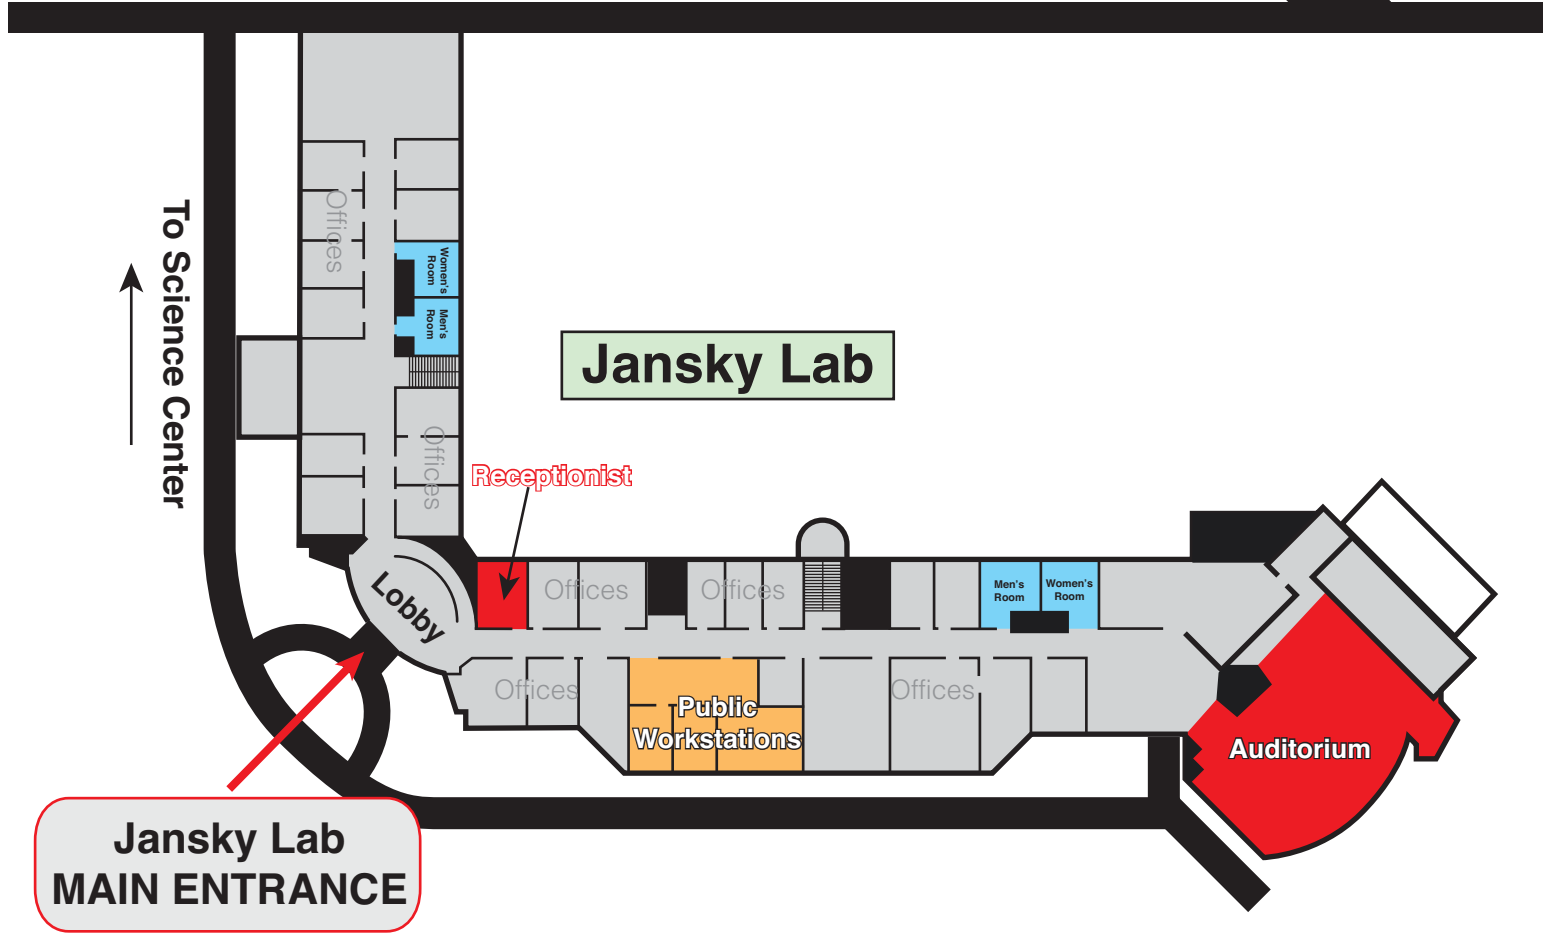 To Science Center
Offices
Women's
Room
Men's
Room
Jansky Lab
Offices
Receptionist
Lobby
Offices
Offices
Men's
Room
Women's
Room
Offices
Public
Workstations
Offices
Auditorium
Jansky Lab
MAIN ENTRANCE